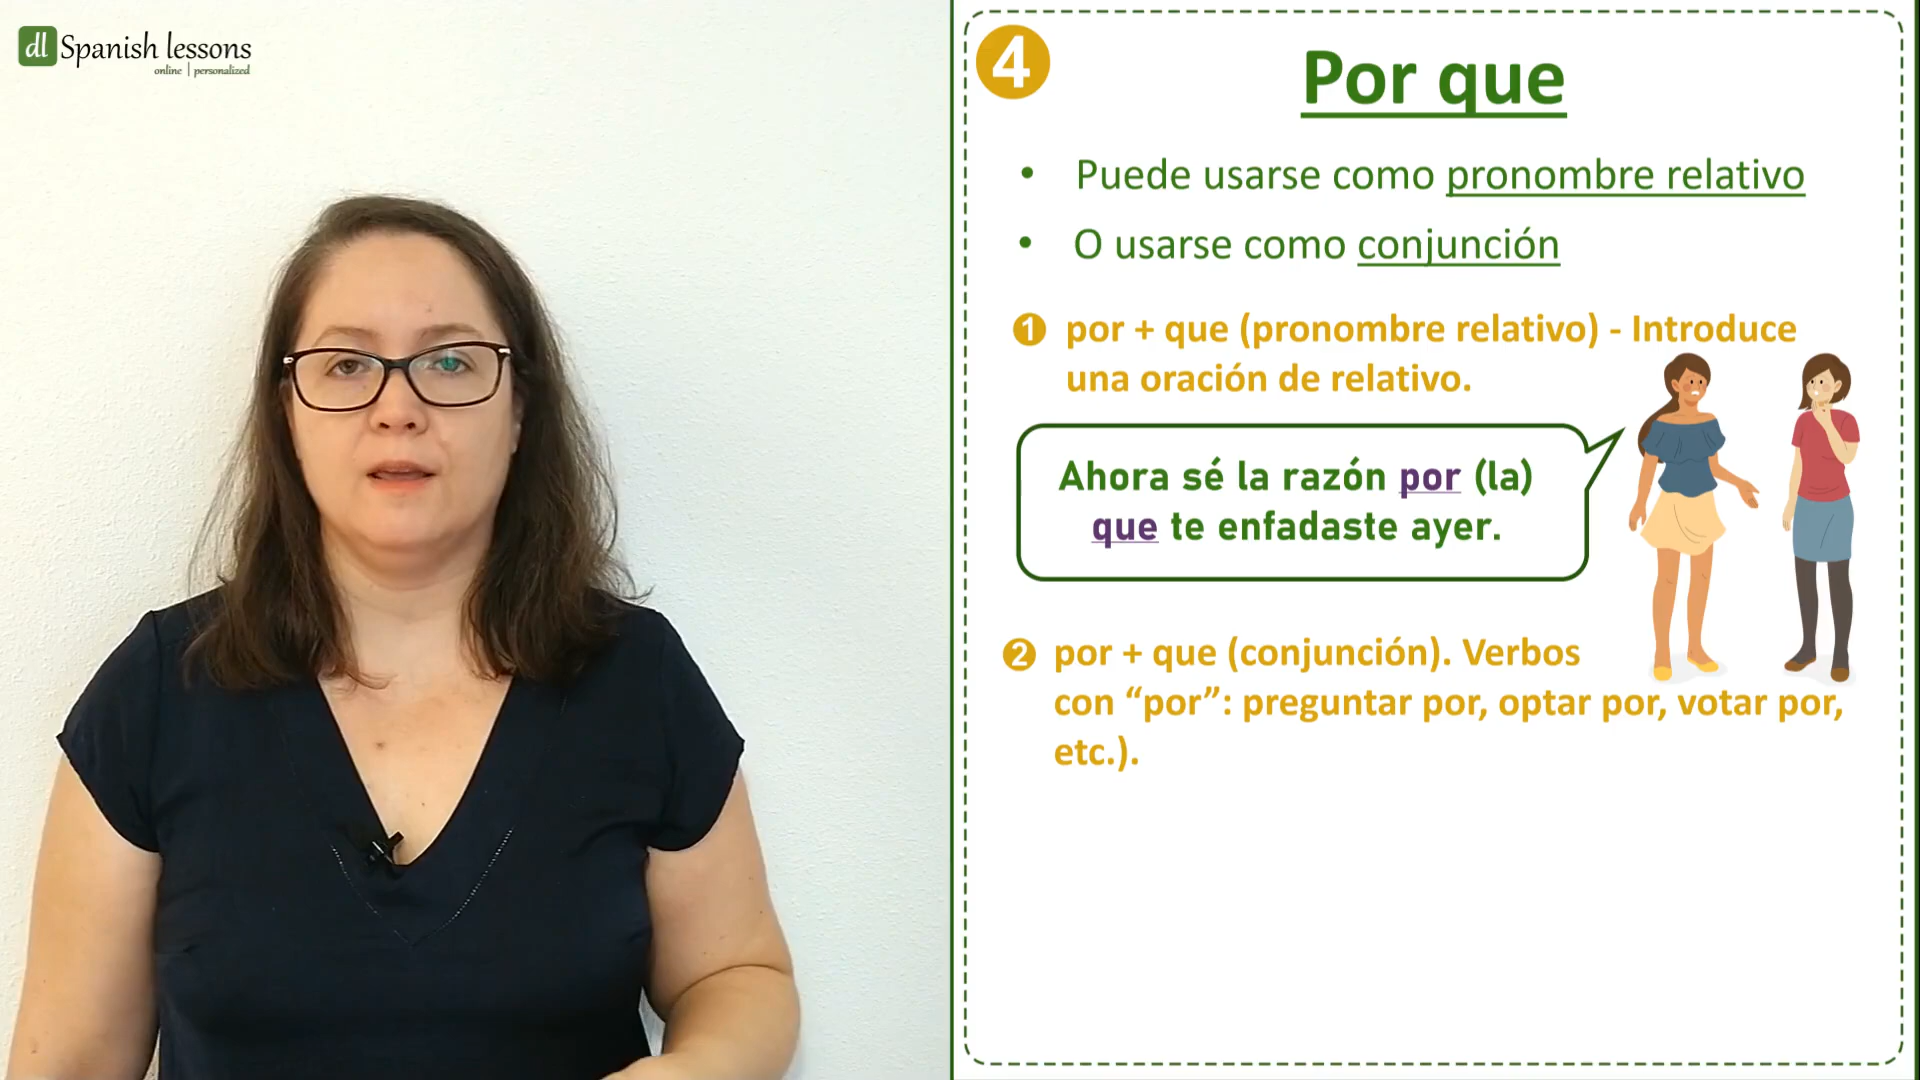 dl Spanish lessons
online | personalized
4
Por que
• Puede usarse como pronombre relativo
• O usarse como conjunción
1 por + que (pronombre relativo) - Introduce
una oración de relativo.
Ahora sé la razón por (la)
que te enfadaste ayer.
2 por + que (conjunción). Verbos
con “por”: preguntar por, optar por, votar por,
etc.).